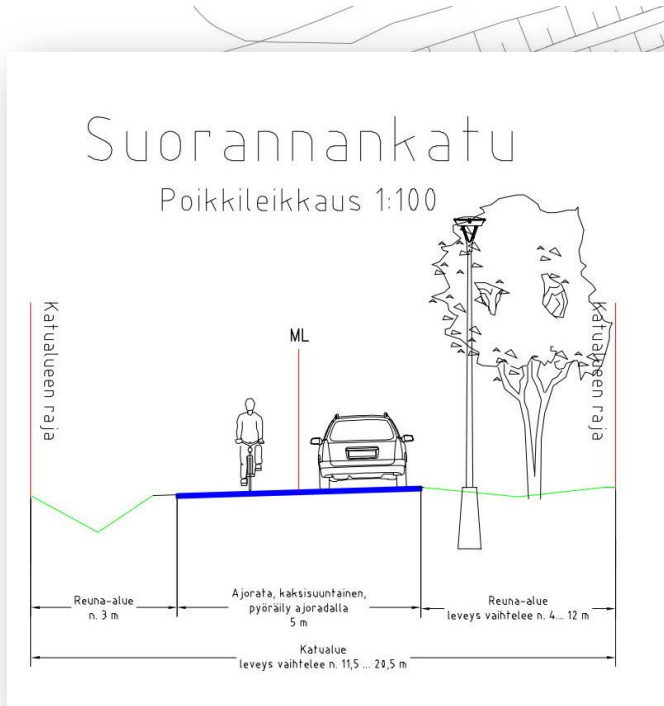 Suorannankatu
Poikkileikkaus 1:100
Katualueen raja
ML
Katualueen raja
Reuna-alue
n. 3 m
Ajorata, kaksisuuntainen,
pyöräily ajoradalla
5 m
Reuna-alue
leveys vaihtelee n. 4... 12 m
Katualue
leveys vaihtelee n. 11,5 ... 20,5 m